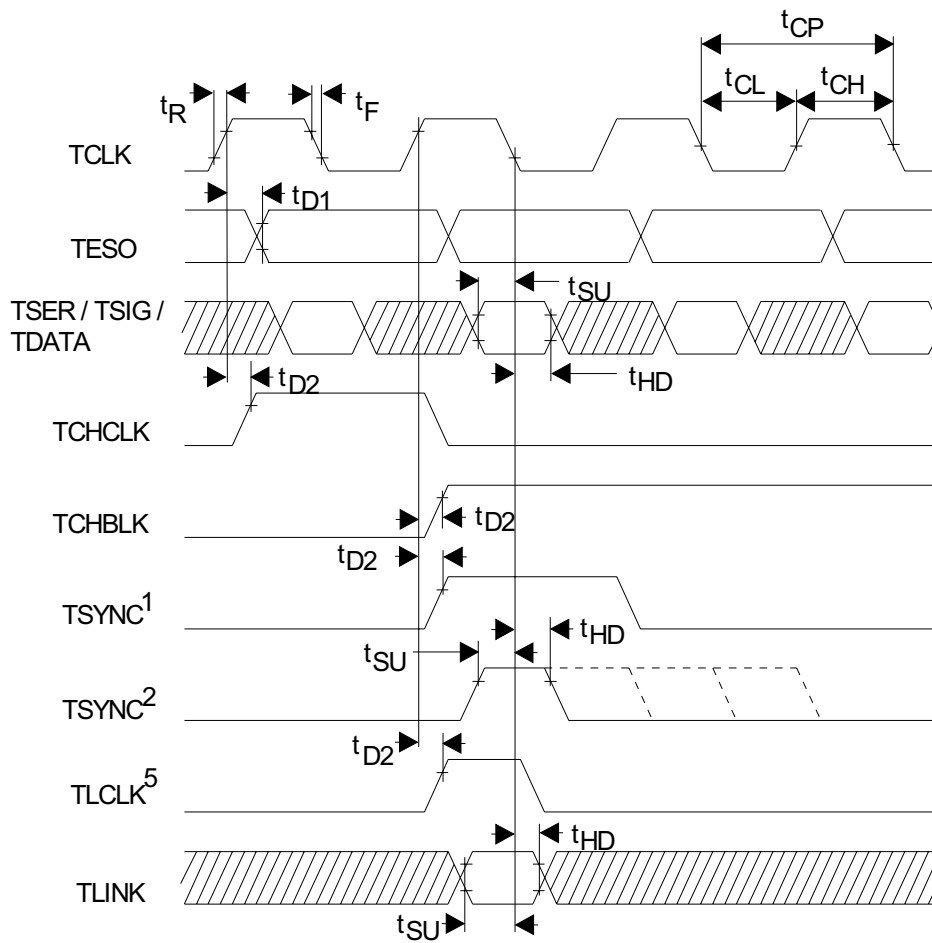 tCP
tCL tCH
tR tF
TCLK
tD1
TESO
tSU
TSER / TSIG /
TDATA
tHD
tD2
TCHCLK
TCHBLK
tD2
tD2
TSYNC1
tHD
tSU
TSYNC2
tD2
TLCLK5
tHD
TLINK
tSU